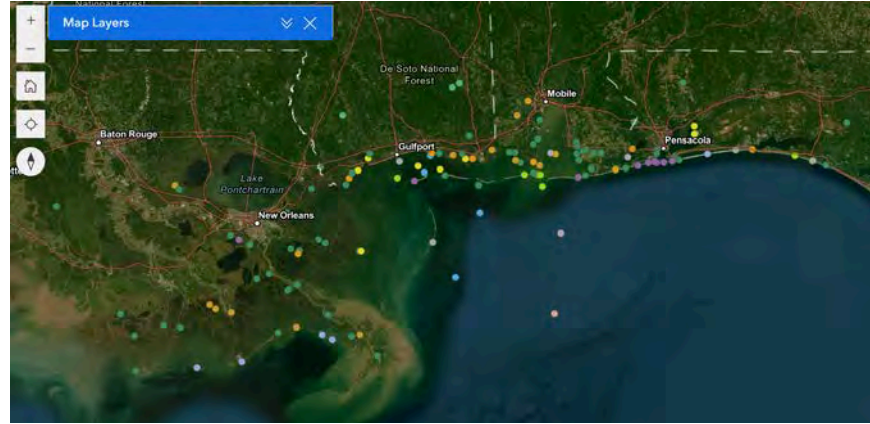 National Forest
Map Layers
De Soto National
Forest
Mobile
Baton Rouge
Gulfport
Pensacola
Lake
Pontchartrain
New Orleans